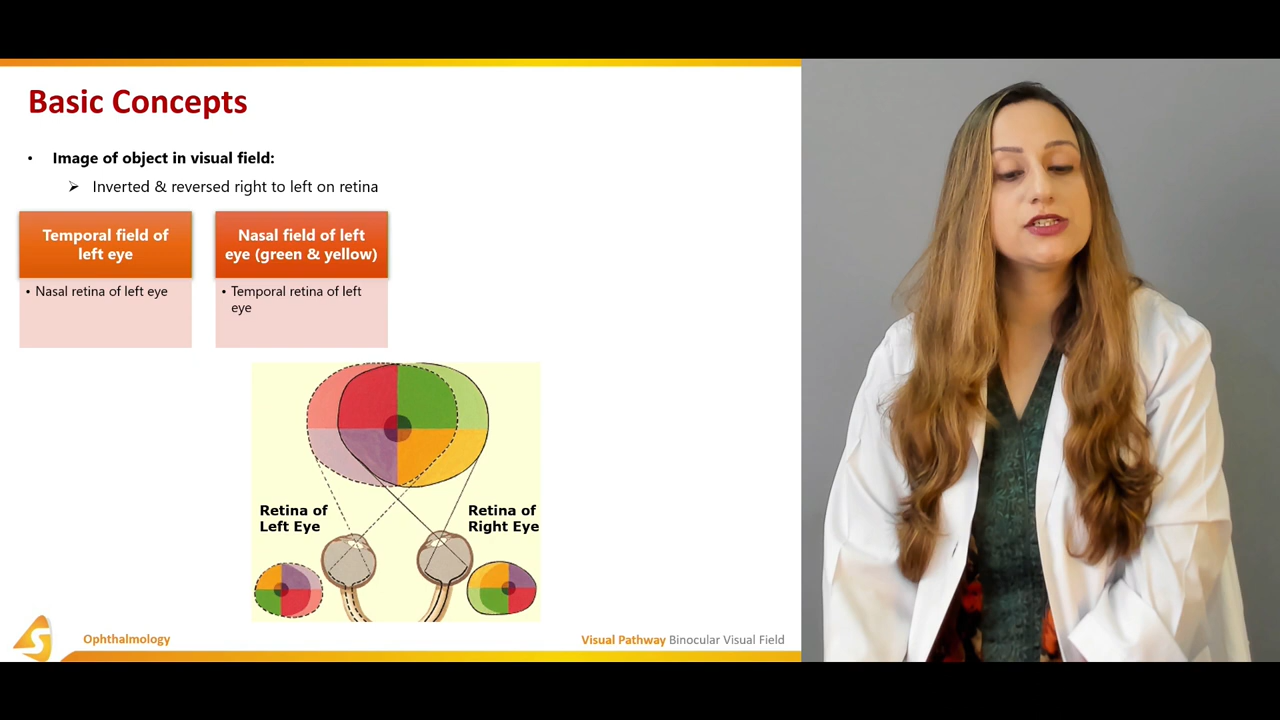 Basic Concepts
• Image of object in visual field:
➢ Inverted & reversed right to left on retina
Temporal field of
left eye
• Nasal retina of left eye
Nasal field of left
eye (green & yellow)
• Temporal retina of left
eye
Retina of
Left Eye
Retina of
Right Eye
Ophthalmology
Visual Pathway Binocular Visual Field